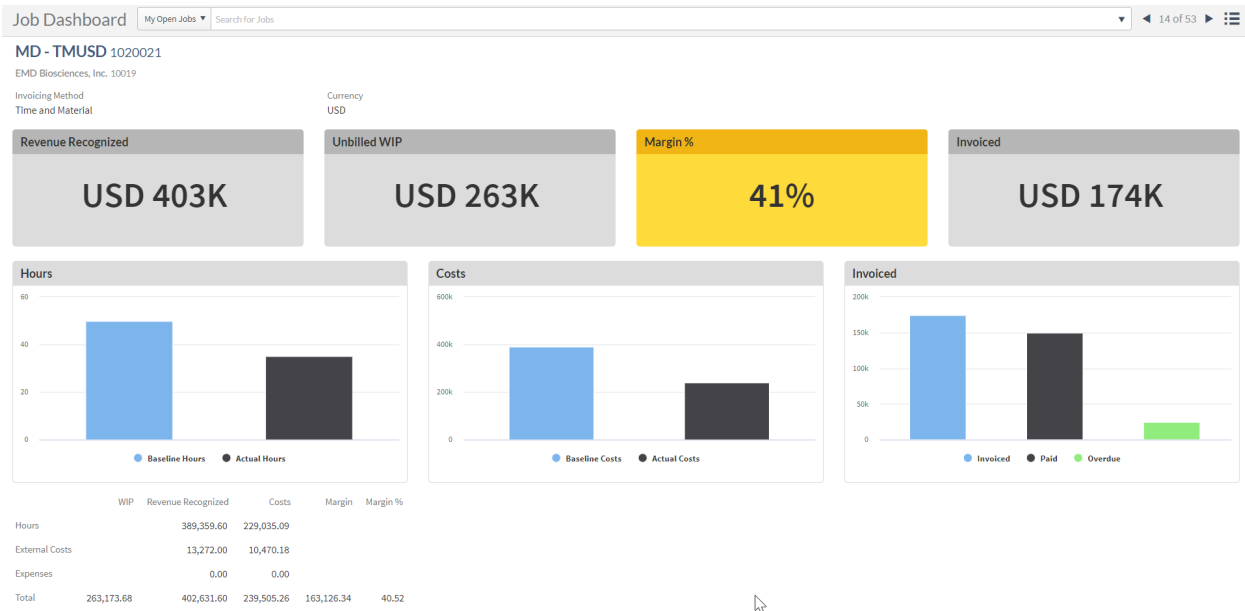 Job Dashboard My Open Jobs ▼ Search for Jobs ▼ ◀ 14 of 53 ▶
MD - TMUSD 1020021
EMD Biosciences, Inc. 10019
Invoicing Method Currency
Time and Material USD
Revenue Recognized Unbilled WIP Margin % Invoiced
USD 403K USD 263K 41% USD 174K
Hours Costs Invoiced
60 600k 200k
150k
40 400k
100k
20 200k
50k
0 0 0
Baseline Hours Actual Hours Baseline Costs Actual Costs Invoiced Paid Overdue
WIP Revenue Recognized Costs Margin Margin %
Hours 389,359.60 229,035.09
External Costs 13,272.00 10,470.18
Expenses 0.00 0.00
Total 263,173.68 402,631.60 239,505.26 163,126.34 40.52